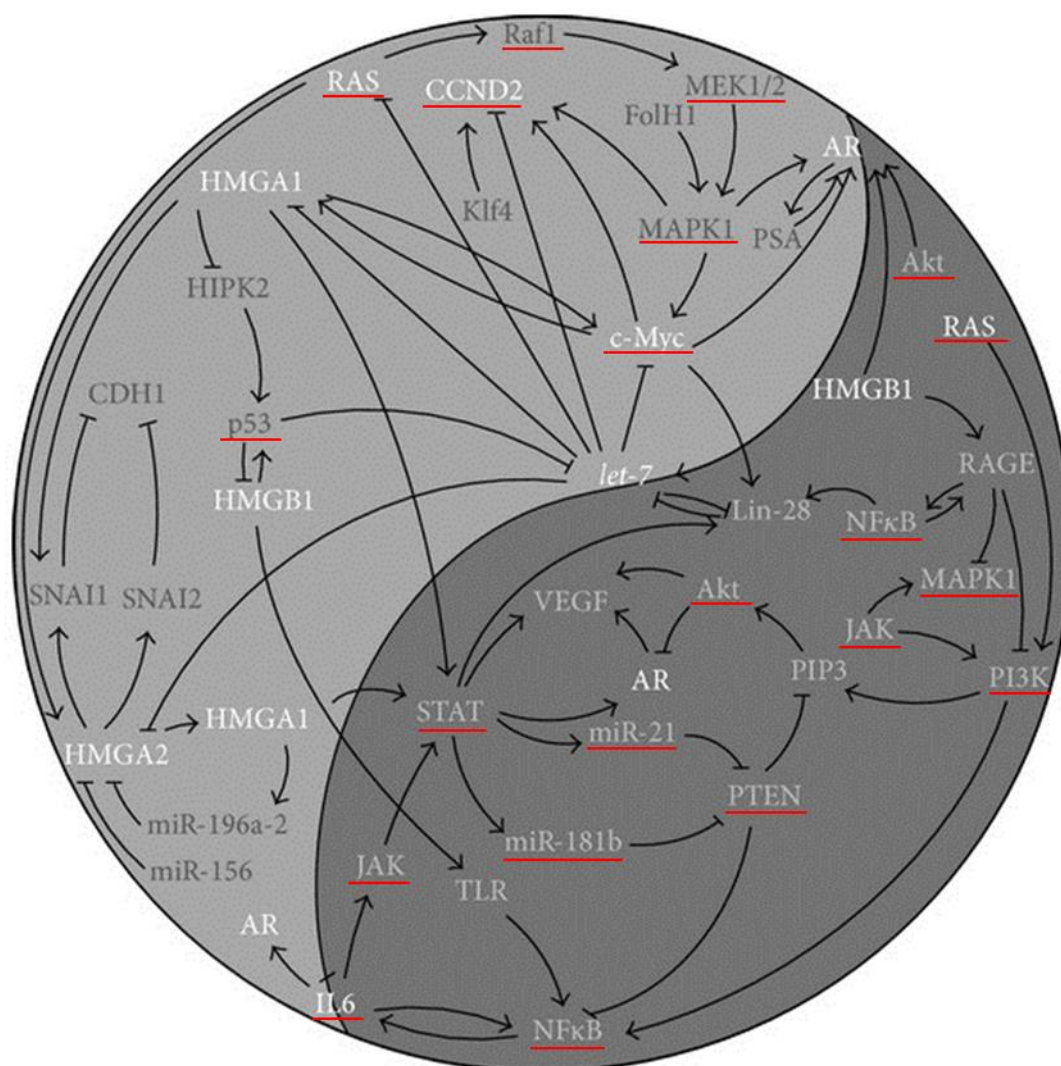 Raf1
RAS
CCND2
MEK1/2
FolH1
AR
HMGA1
Klf4
MAPK1
PSA
Akt
HIPK2
RAS
c-Myc
CDH1
HMGB1
p53
let-7
RAGE
HMGB1
Lin-28
NFκB
SNAI1
SNAI2
VEGF
Akt
MAPK1
JAK
AR
PIP3
PI3K
HMGA1
STAT
miR-21
HMGA2
PTEN
miR-196a-2
miR-181b
miR-156
JAK
TLR
AR
IL6
NFκB